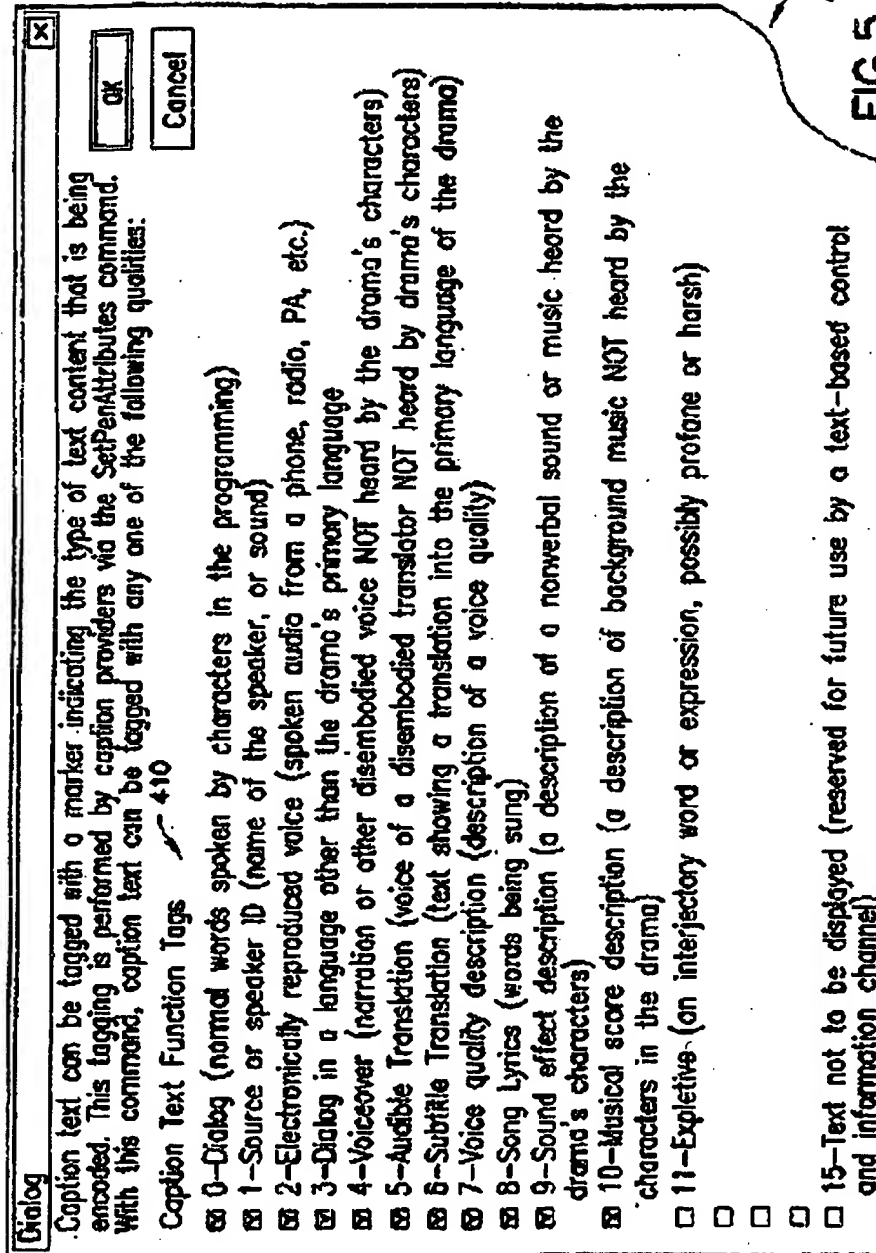 Dialog
Caption text can be tagged with a marker indicating the type of text content that is being
encoded. This tagging is performed by caption providers via the SetPenAttributes command.
With this command, caption text can be tagged with any one of the following qualities:
OK
Cancel
Caption Text Function Tags 410
0-Dialog (normal words spoken by characters in the programming)
1-Source or speaker ID (name of the speaker, or sound)
2-Electronically reproduced voice (spoken audio from a phone, radio, PA, etc.)
3-Dialog in a language other than the drama's primary language
4-Voiceover (narration or other disembodied voice NOT heard by the drama's characters)
5-Audible Translation (voice of a disembodied translator NOT heard by drama's characters)
6-Subtitle Translation (text showing a translation into the primary language of the drama)
7-Voice quality description (description of a voice quality)
8-Song Lyrics (words being sung)
9-Sound effect description (a description of a nonverbal sound or music heard by the
drama's characters)
10-Musical score description (a description of background music NOT heard by the
characters in the drama)
11-Expletive (an interjectory word or expression, possibly profane or harsh)
15-Text not to be displayed (reserved for future use by a text-based control
and information channel)
FIG.5